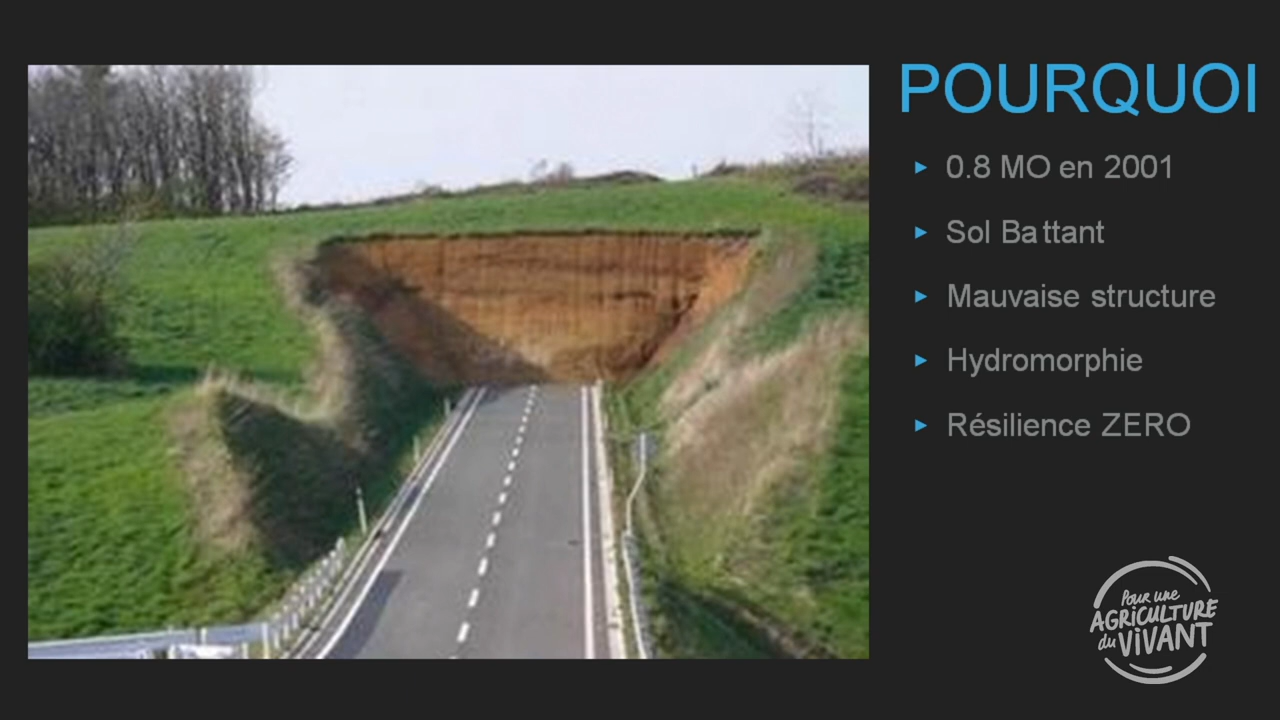 POURQUOI
0.8 MO en 2001
Sol Battant
Mauvaise structure
Hydromorphie
Résilience ZERO
Pour une
AGRiCULTURE
du ViVANT